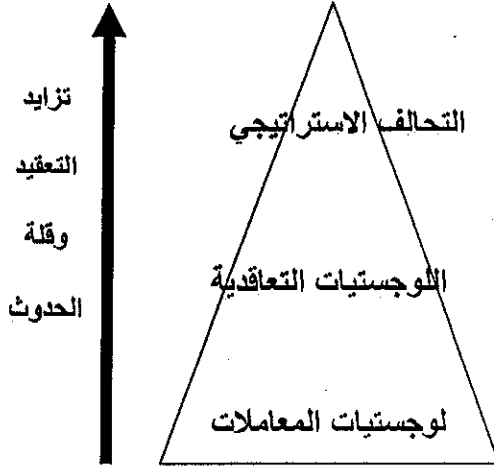 تزايد
التعقيد
وقلة
الحدوث
التحالف الاستراتيجي
اللوجستيات التعاقدية
لوجستيات المعاملات